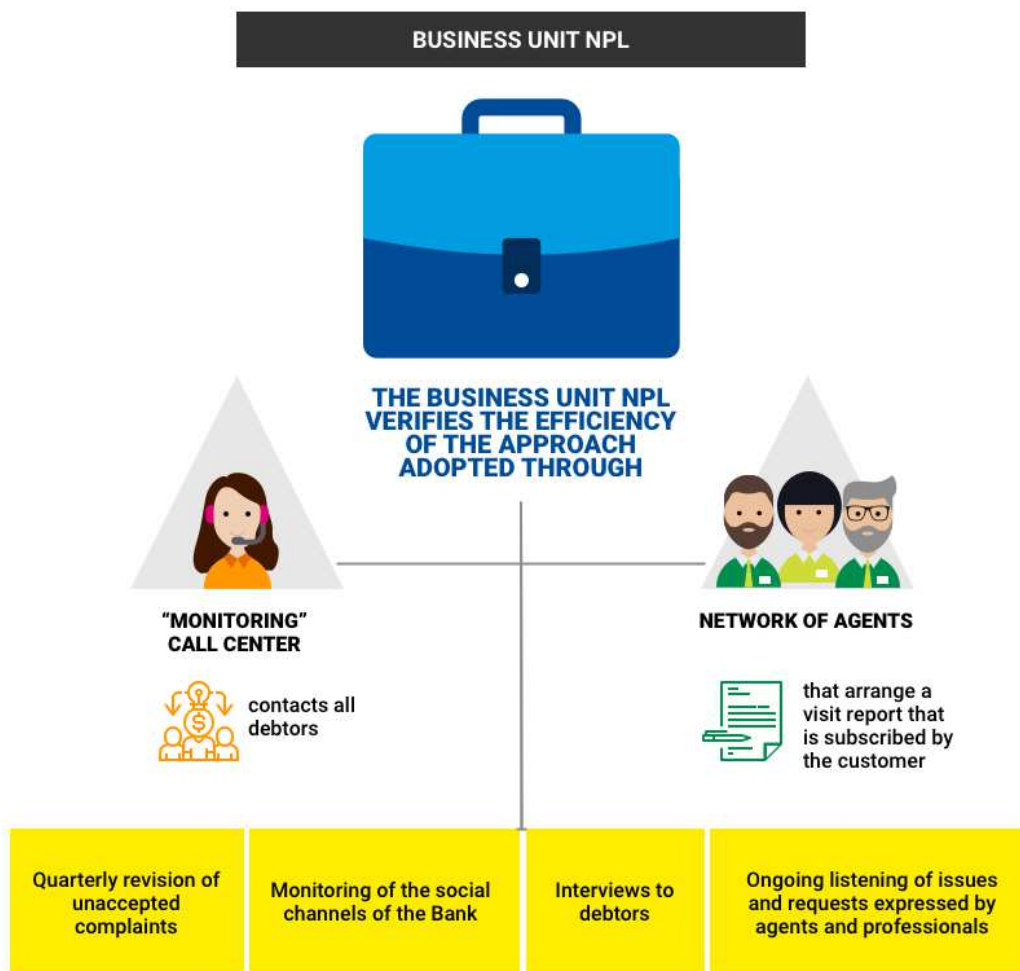 BUSINESS UNIT NPL
THE BUSINESS UNIT NPL
VERIFIES THE EFFICIENCY
OF THE APPROACH
ADOPTED THROUGH
“MONITORING”
CALL CENTER
contacts all
debtors
NETWORK OF AGENTS
that arrange a
visit report that
is subscribed by
the customer
Quarterly revision of
unaccepted
complaints
Monitoring of the social
channels of the Bank
Interviews to
debtors
Ongoing listening of issues
and requests expressed by
agents and professionals